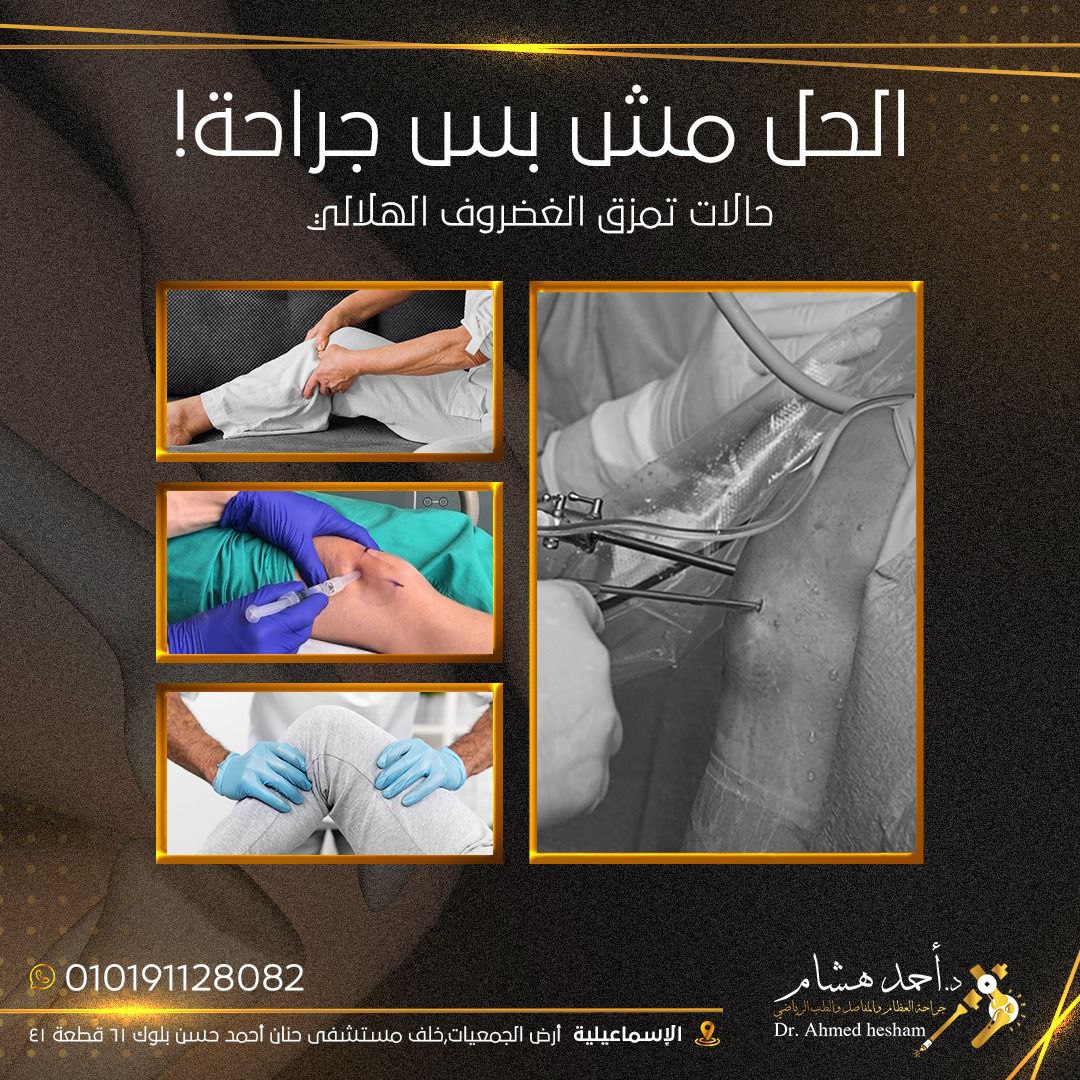 الحل مش بس جراحة!
حالات تمزق الغضروف الهلالي
010191128082
الإسماعيلية أرض الجمعيات,خلف مستشفى حنان أحمد حسن بلوك ٦١ قطعة ٤١
د.أحمد هشام
جراحة العظام والمفاصل والطب الرياضي
Dr. Ahmed hesham